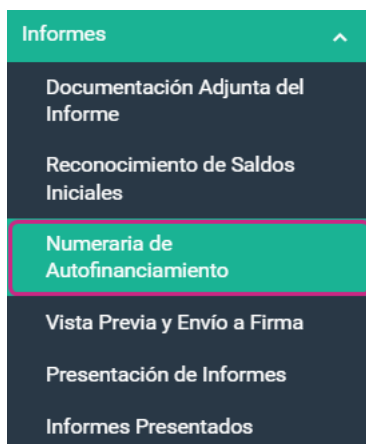 Informes
Documentación Adjunta del
Informe
Reconocimiento de Saldos
Iniciales
Numeraria de
Autofinanciamiento
Vista Previa y Envío a Firma
Presentación de Informes
Informes Presentados